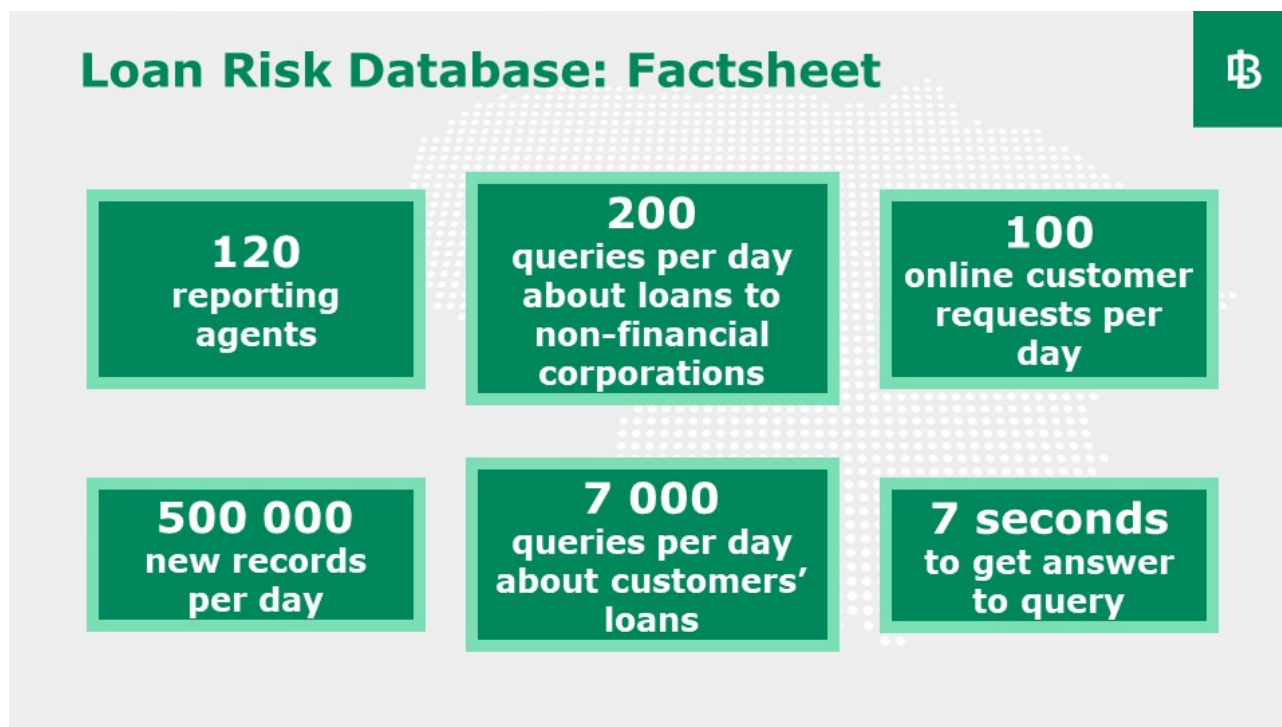 Loan Risk Database: Factsheet
120
reporting
agents
200
queries per day
about loans to
non-financial
corporations
100
online customer
requests per
day
500 000
new records
per day
7 000
queries per day
about customers’
loans
7 seconds
to get answer
to query